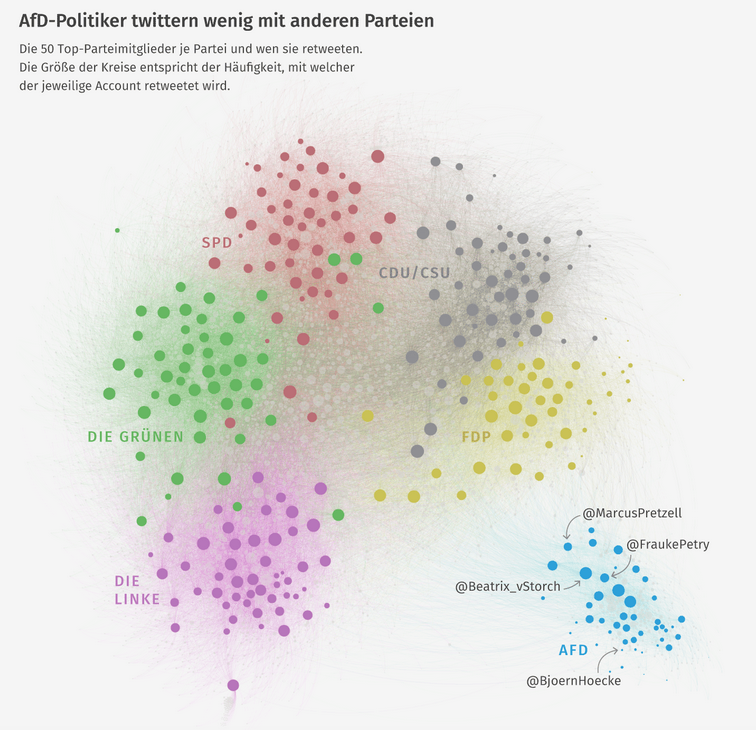 AfD-Politiker twittern wenig mit anderen Parteien
Die 50 Top-Parteimitglieder je Partei und wen sie retweeten.
Die Größe der Kreise entspricht der Häufigkeit, mit welcher
der jeweilige Account retweetet wird.
SPD
CDU/CSU
DIE GRÜNEN
FDP
@MarcusPretzell
@FraukePetry
@Beatrix_vStorch
DIE
LINKE
AFD
@BjoernHoecke